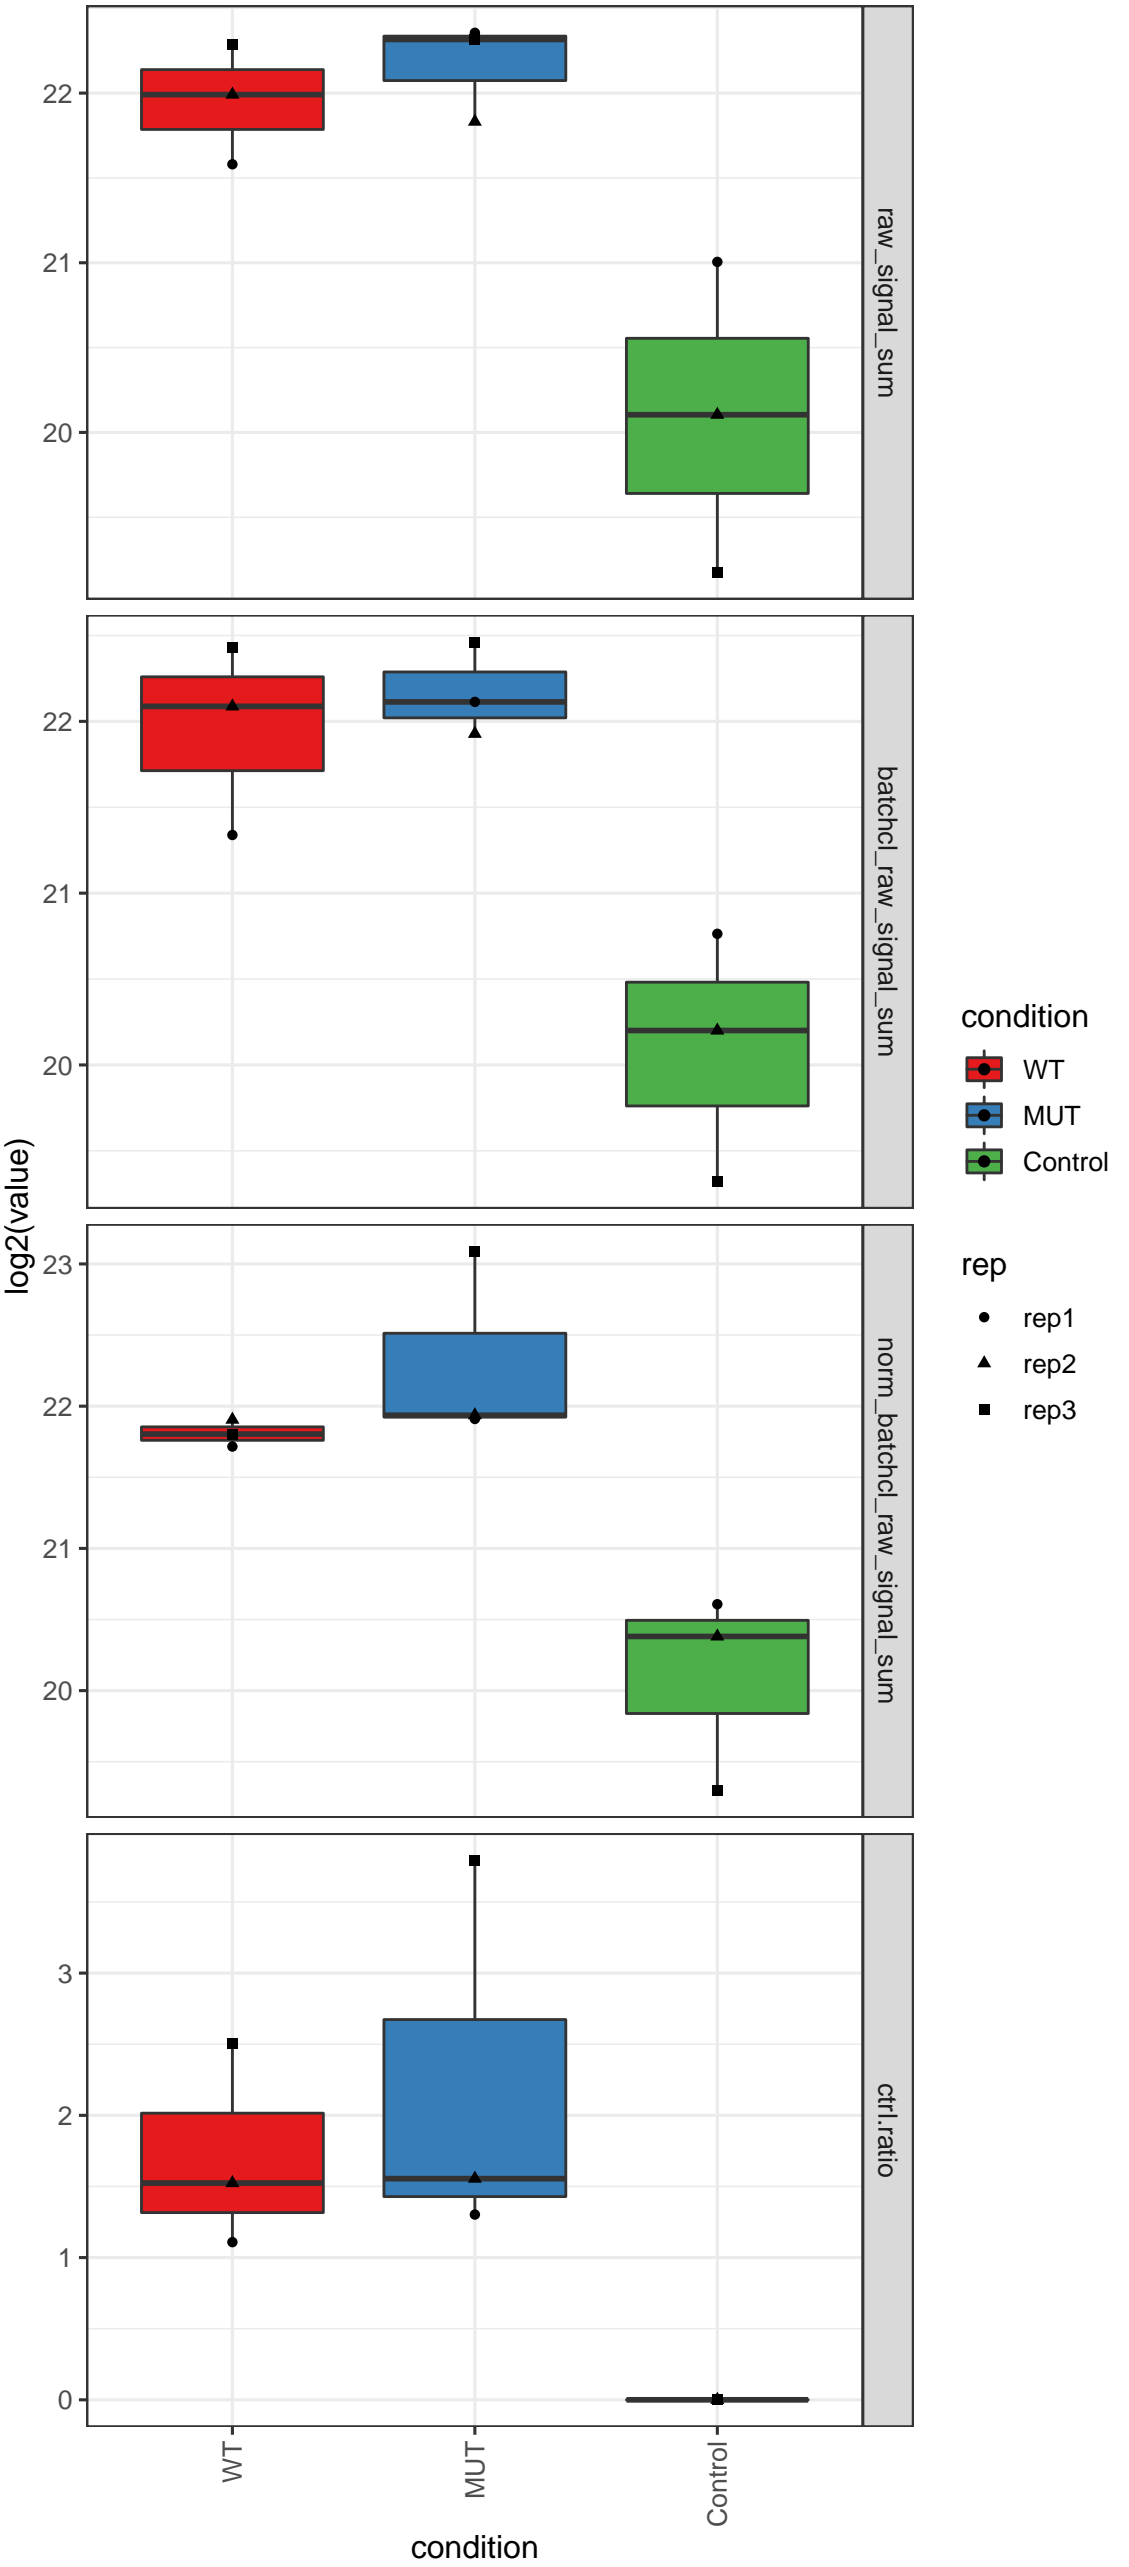 log2(value)
22
21
20
raw_signal_sum
22
21
20
batchcl_raw_signal_sum
23
22
21
20
norm_batchcl_raw_signal_sum
3
2
1
0
ctrl.ratio
WT
MUT
Control
condition
condition
WT
MUT
Control
rep
rep1
rep2
rep3